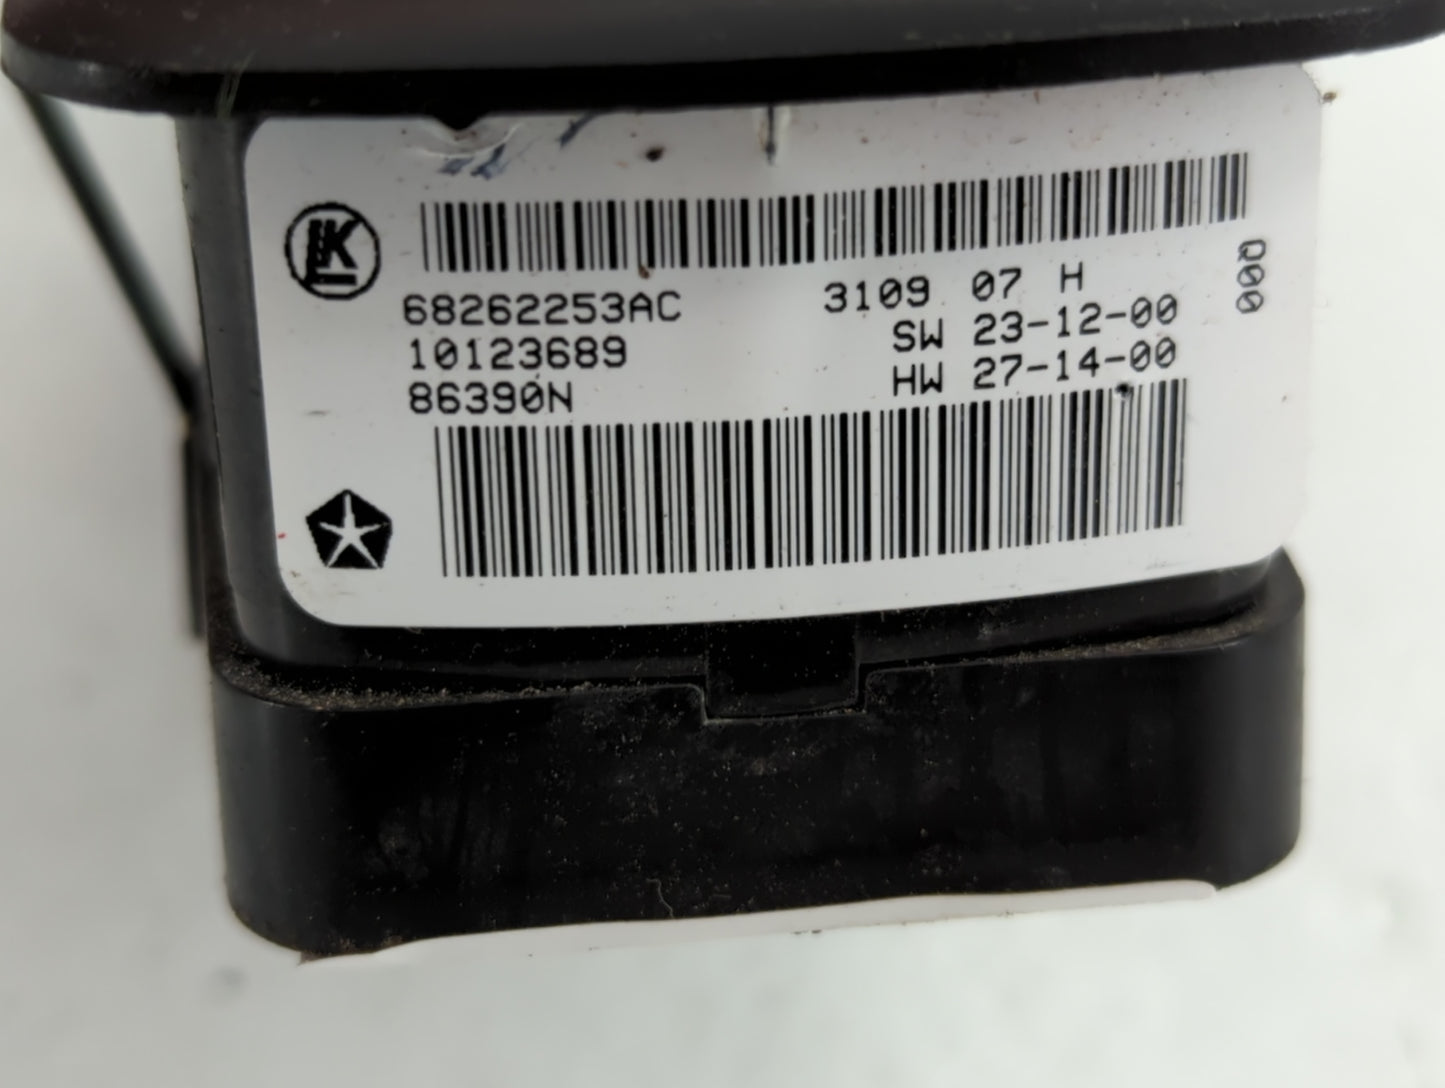 K
68262253AC
10123689
86390N
3109 07 H
SW 23-12-00
HW 27-14-00
Q00